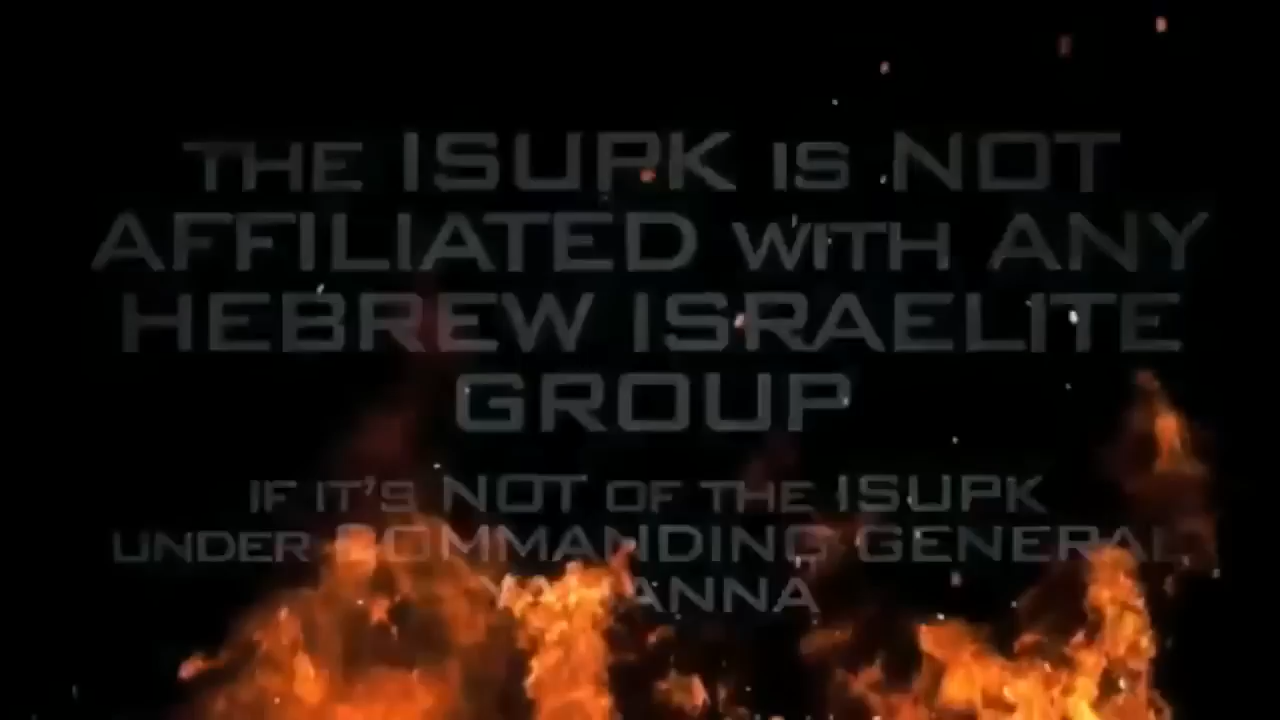 THE ISUPK IS NOT
AFFILIATED WITH ANY
HEBREW ISRAELITE
GROUP
IF IT'S NOT OF THE ISUPK
UNDER COMMANDING GENERAL